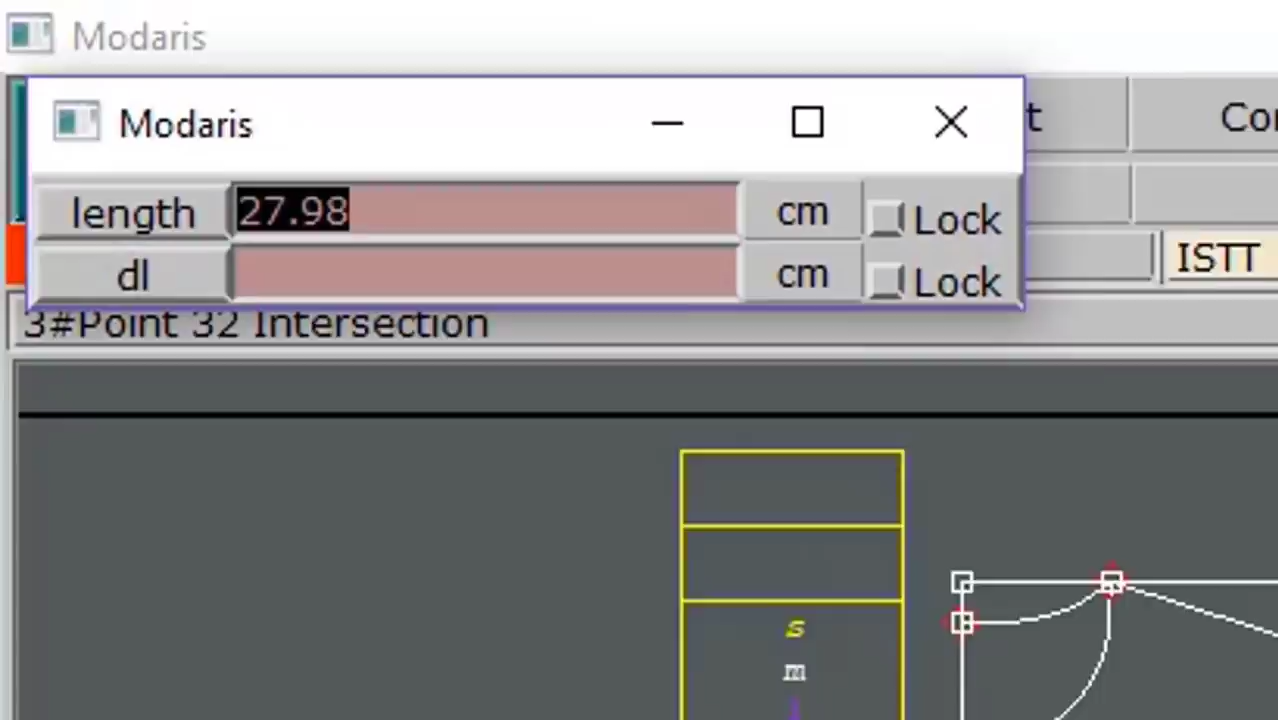 Modaris
Modaris
t
length 27.98 cm Lock
dl cm Lock
ISTT
3#Point 32 Intersection
s
m